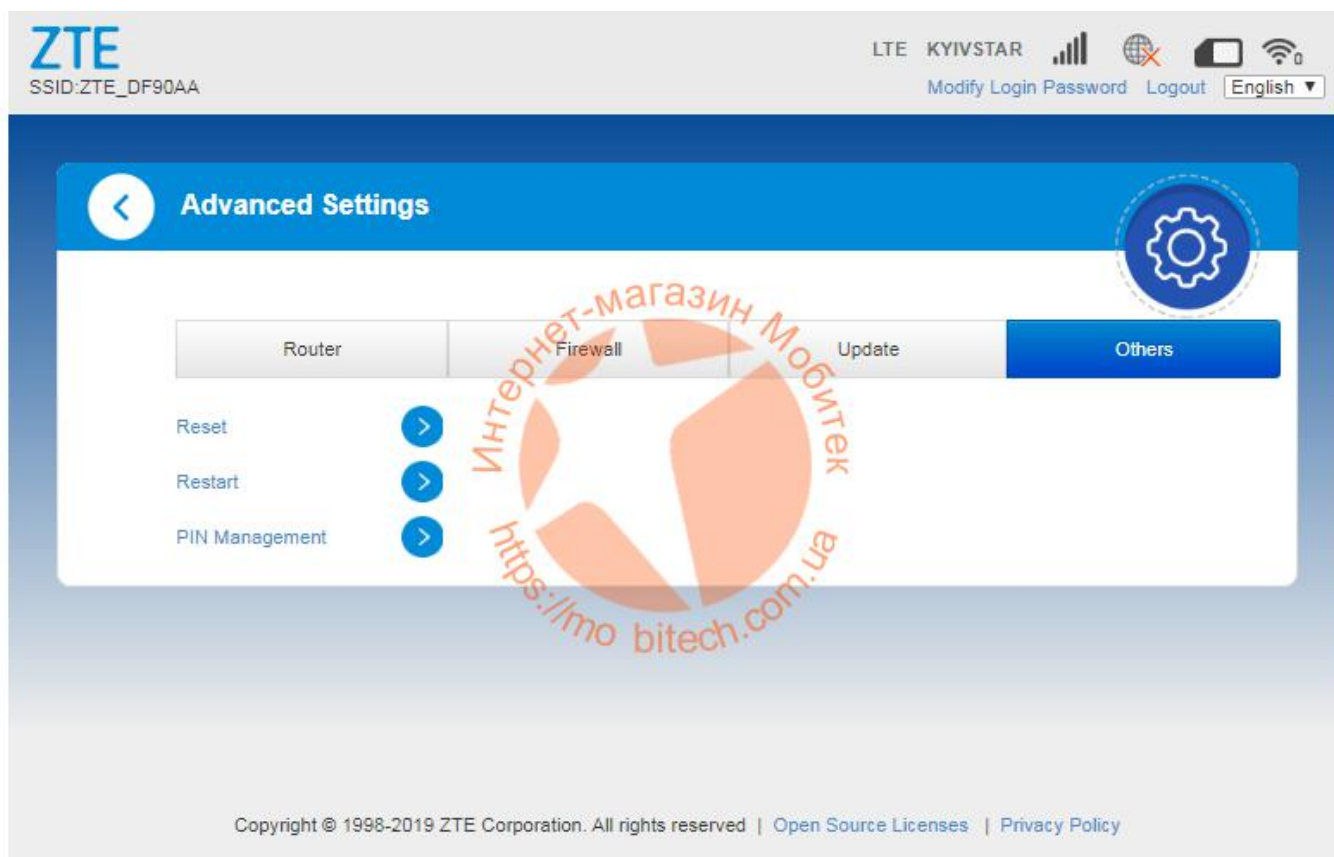 ZTE
SSID:ZTE_DF90AA
LTE KYIVSTAR 0
Modify Login Password Logout English
Advanced Settings
Router Firewall Update Others
Reset
Restart
PIN Management
Интернет-магазин Мобитек
https://mo bitech.com.ua
Copyright © 1998-2019 ZTE Corporation. All rights reserved | Open Source Licenses | Privacy Policy